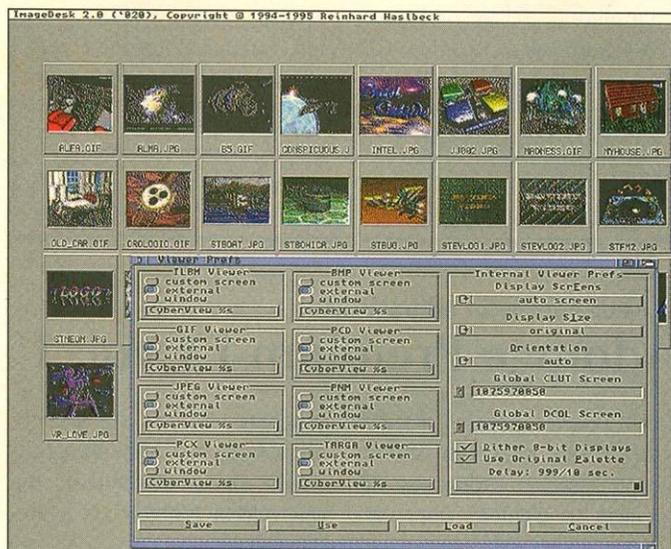 ImageDesk 2.0 ('020), Copyright @ 1994-1995 Reinhard Haslbeck
ALFA.GIF
ALMA.JPG
B5.GIF
CONSPICUOUS.J
INTEL.JPG
JJ002.JPG
MADNESS.GIF
MYHOUSE.JPG
OLD_CAR.GIF
OROLOGIC.GIF
STBOAT.JPG
STBOHICA.JPG
STBUG.JPG
STEVLOG1.JPG
STEVLOG2.JPG
STFM2.JPG
STNEON.JPG
VR_LOVE.JPG
Viewer Prefs
ILBM Viewer
custom screen
external
window
CyberView %s
GIF Viewer
custom screen
external
window
CyberView %s
JPEG Viewer
custom screen
external
window
CyberView %s
PCX Viewer
custom screen
external
window
CyberView %s
BMP Viewer
custom screen
external
window
CyberView %s
PCD Viewer
custom screen
external
window
CyberView %s
PNM Viewer
custom screen
external
window
CyberView %s
TARGA Viewer
custom screen
external
window
CyberView %s
Internal Viewer Prefs
Display ScrEens
auto screen
Display SIze
original
Orientation
auto
Global CLUT Screen
1075970050
Global DCOL Screen
1075970050
Dither 8-bit Displays
Use Original Palette
Delay: 999/10 sec.
Save
Use
Load
Cancel